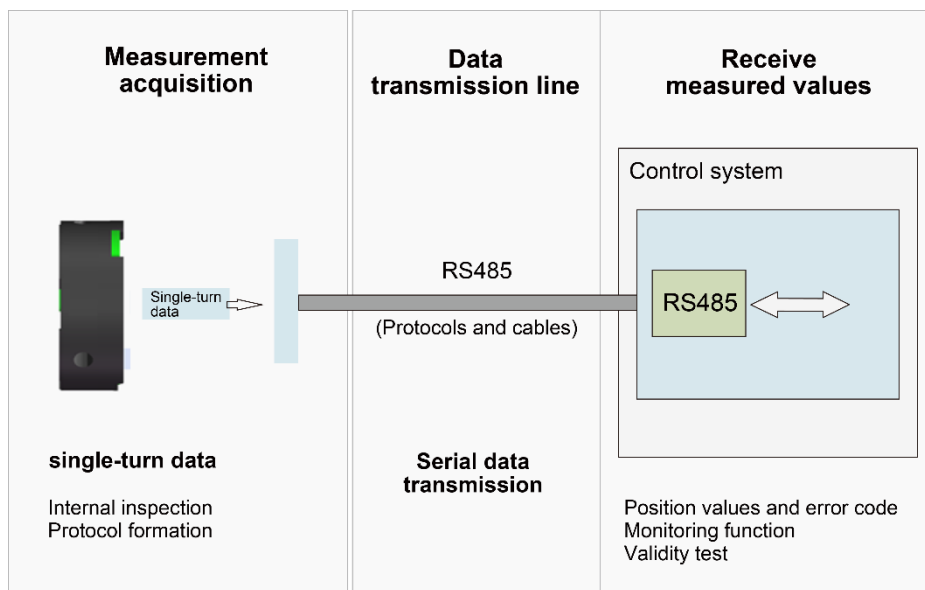 Measurement
acquisition
Single-turn
data
single-turn data
Internal inspection
Protocol formation
Data
transmission line
RS485
(Protocols and cables)
Serial data
transmission
Receive
measured values
Control system
RS485
Position values and error code
Monitoring function
Validity test